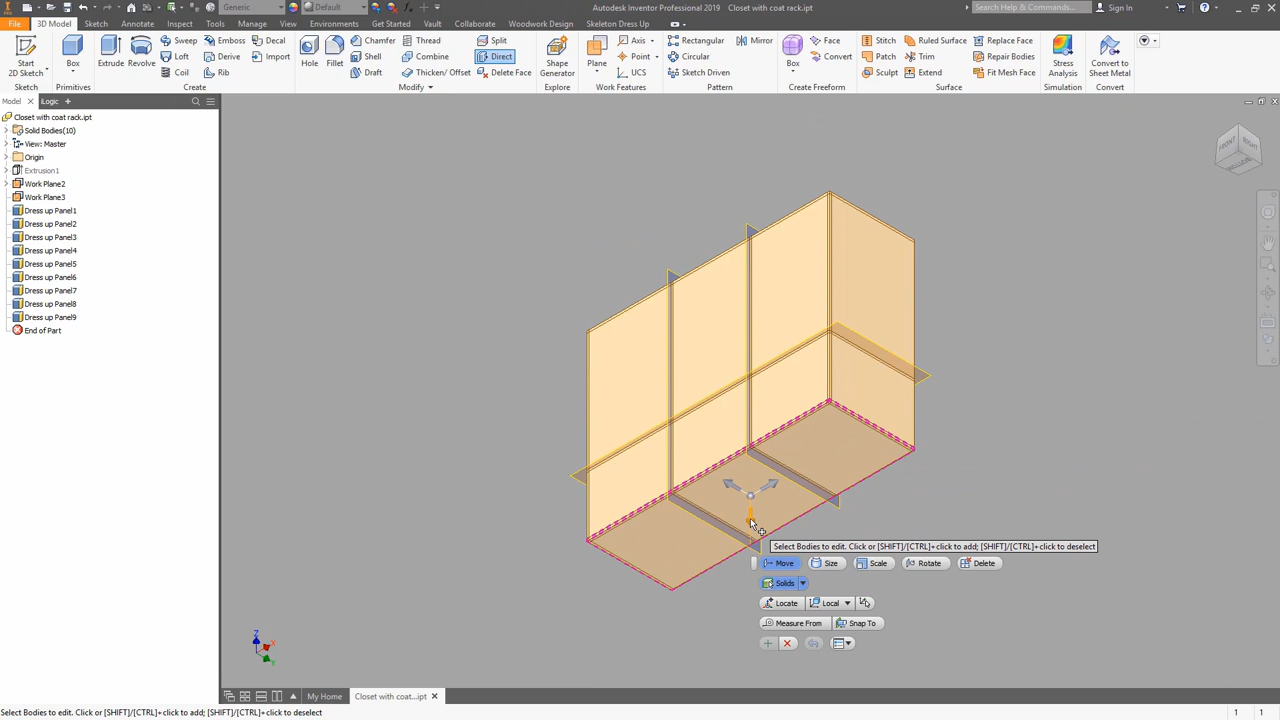 Autodesk Inventor Professional 2019 Closet with coat rack.ipt
Generic Default
Search Help & Commands... Sign In
File 3D Model Sketch Annotate Inspect Tools Manage View Environments Get Started Vault Collaborate Woodwork Design Skeleton Dress Up
Start
2D Sketch
Sketch
Box
Primitives
Extrude
Revolve
Sweep Emboss Decal
Loft Derive Import
Coil Rib
Create
Hole
Fillet
Chamfer Thread Split
Shell Combine Direct
Draft Thicken/ Offset Delete Face
Modify
Shape
Generator
Explore
Plane
Axis
Point
UCS
Work Features
Rectangular Mirror
Circular
Sketch Driven
Pattern
Box
Face
Convert
Create Freeform
Stitch Ruled Surface Replace Face
Patch Trim Repair Bodies
Sculpt Extend Fit Mesh Face
Surface
Stress
Analysis
Simulation
Convert to
Sheet Metal
Convert
Model iLogic
Closet with coat rack.ipt
Solid Bodies(10)
View: Master
Origin
Extrusion1
Work Plane2
Work Plane3
Dress up Panel1
Dress up Panel2
Dress up Panel3
Dress up Panel4
Dress up Panel5
Dress up Panel6
Dress up Panel7
Dress up Panel8
Dress up Panel9
End of Part
FRONT RIGHT
Select Bodies to edit. Click or [SHIFT]/[CTRL]+click to add; [SHIFT]/[CTRL]+click to deselect
Move Size Scale Rotate Delete
Solids
Locate Local
Measure From Snap To
Z X Y
My Home Closet with coat...ipt
Select Bodies to edit. Click or [SHIFT]/[CTRL]+click to add; [SHIFT]/[CTRL]+click to deselect 1 1